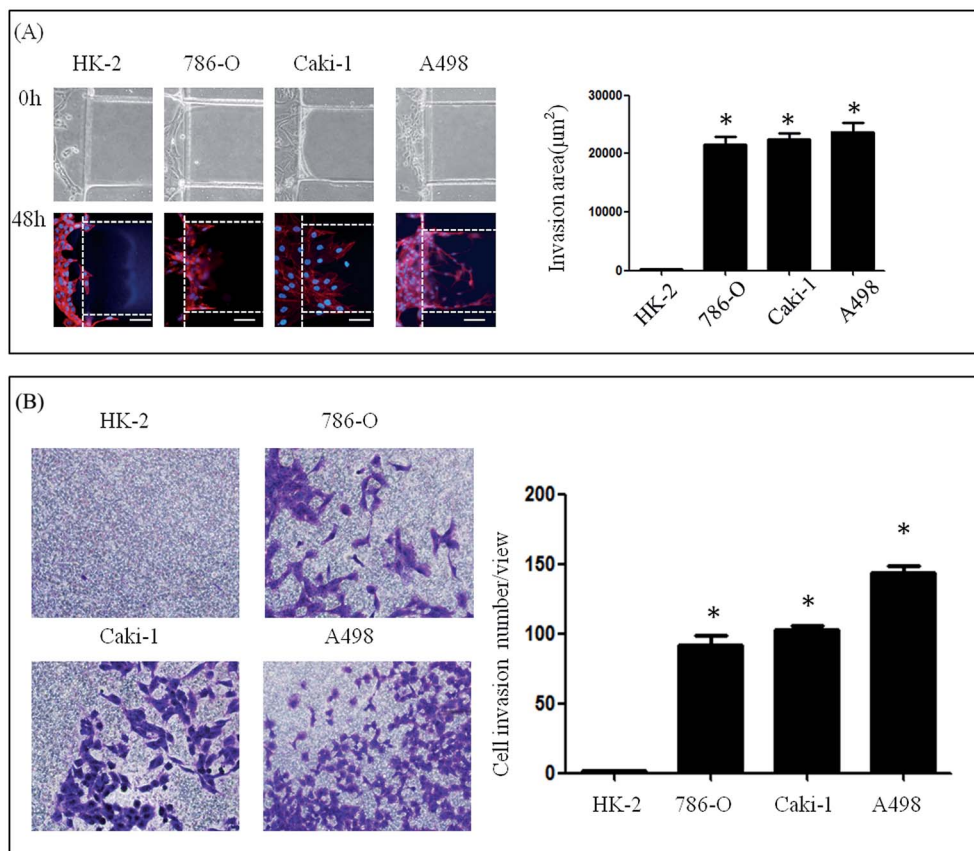 (A)
HK-2 786-O Caki-1 A498
0h
48h
Invasion area(µm²)
30000
20000
10000
0
* * *
HK-2 786-O Caki-1 A498
(B)
HK-2 786-O
Caki-1 A498
Cell invasion number/view
200
150
100
50
0
* * *
HK-2 786-O Caki-1 A498